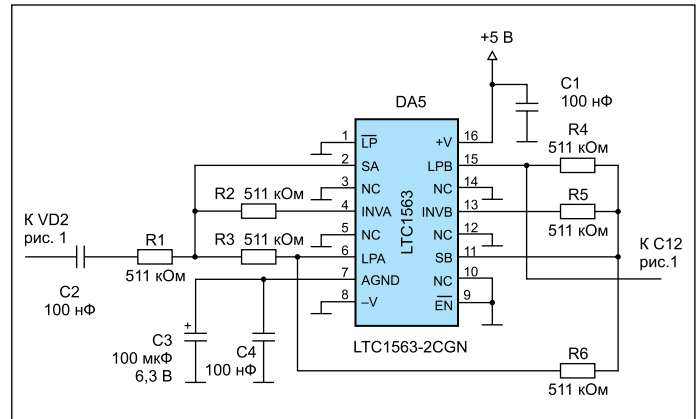 +5 В
C1
100 нФ
DA5
1
LP
+V
16
R4
511 кОм
2
SA
LPB
15
3
NC
NC
14
R2
511 кОм
4
INVA
INVB
13
R5
511 кОм
5
NC
NC
12
К VD2
рис. 1
R1
511 кОм
R3
511 кОм
6
LPA
SB
11
К C12
рис.1
7
AGND
NC
10
8
–V
EN
9
LTC1563
C2
100 нФ
C3
100 мкФ
6,3 В
C4
100 нФ
LTC1563-2CGN
R6
511 кОм